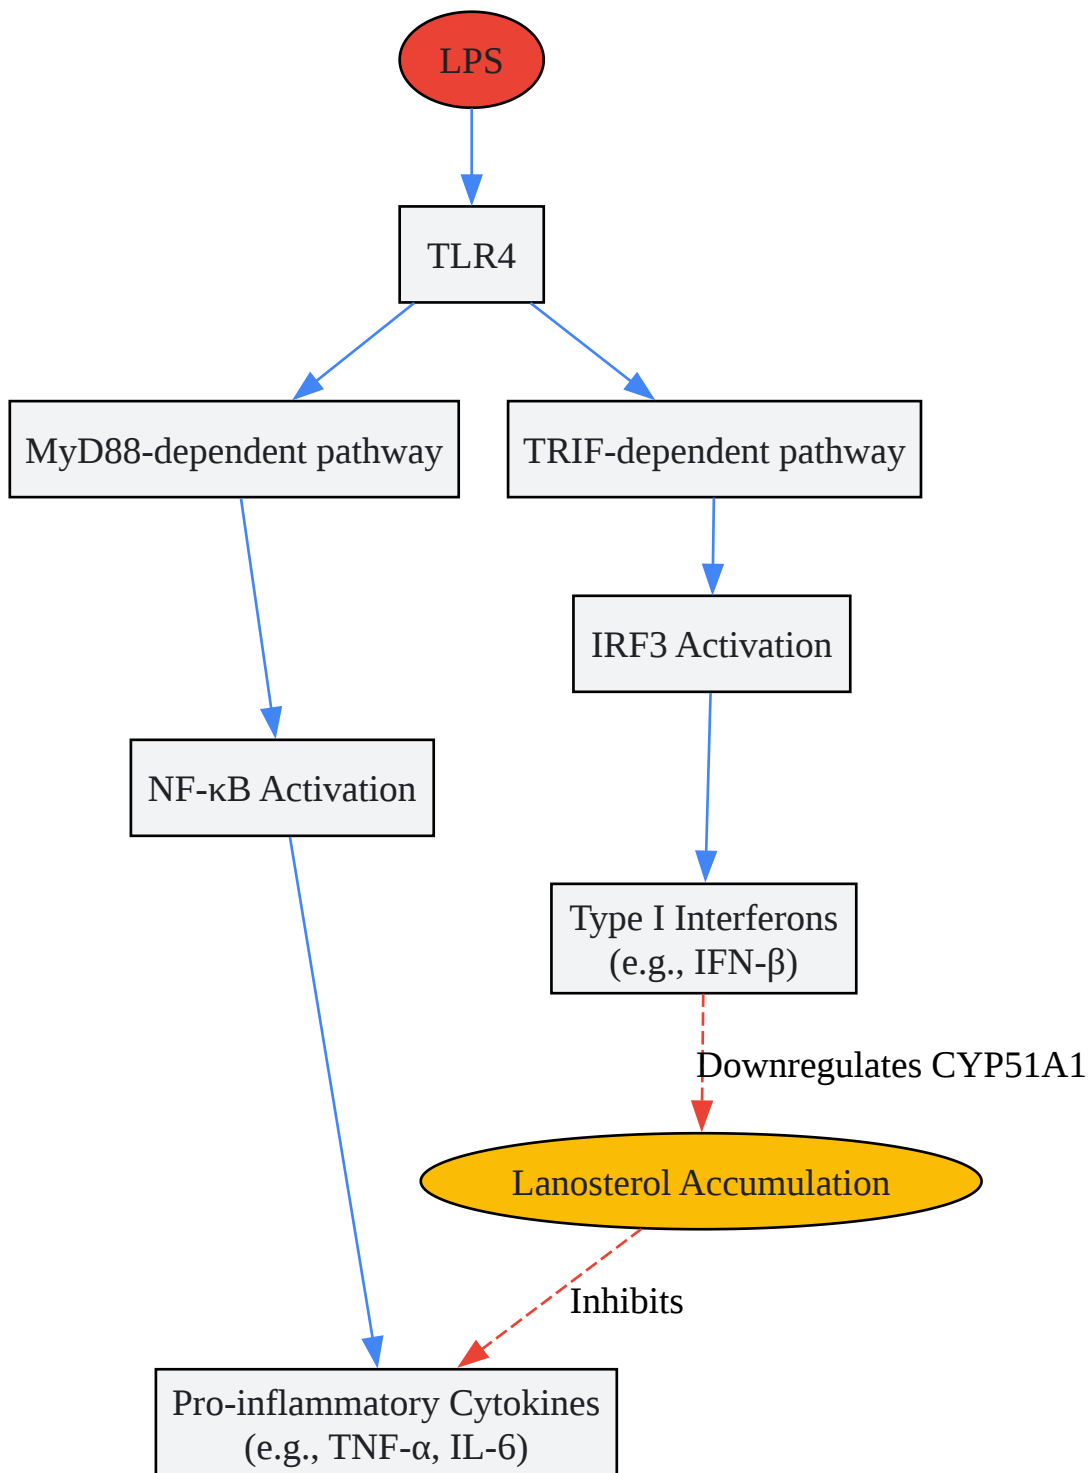 LPS
TLR4
MyD88-dependent pathway
TRIF-dependent pathway
IRF3 Activation
NF-κB Activation
Type I Interferons
(e.g., IFN-β)
Downregulates CYP51A1
Lanosterol Accumulation
Inhibits
Pro-inflammatory Cytokines
(e.g., TNF-α, IL-6)